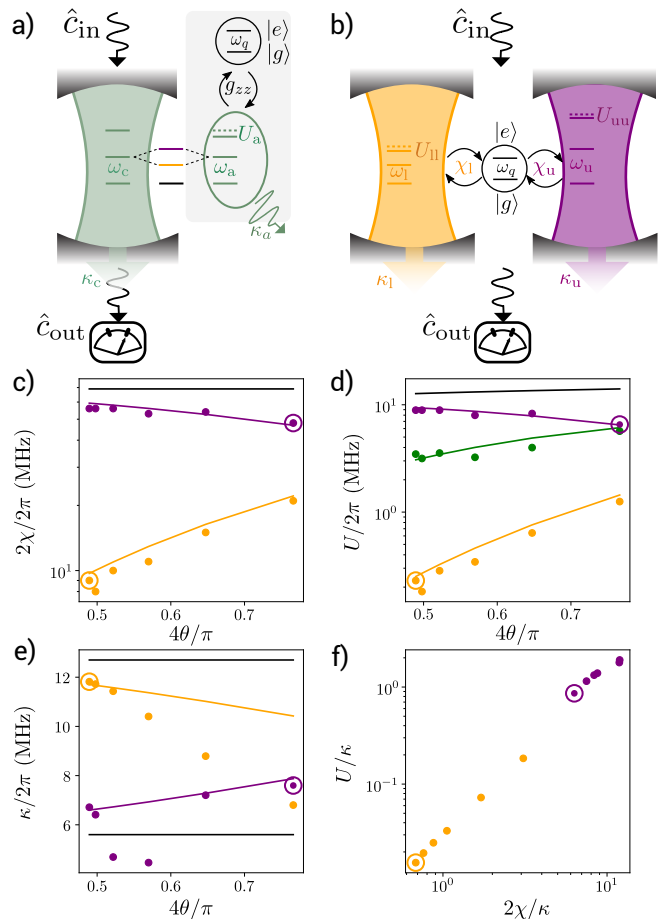 a)
ĉin
ωq
|e⟩
|g⟩
gzz
Ua
ωc
ωa
κa
κc
ĉout
b)
ĉin
Uuu
|e⟩
Ull
χl
ωq
χu
ωu
ωl
|g⟩
κl
κu
ĉout
c)
2χ/2π (MHz)
10¹
0.5
0.6
0.7
4θ/π
d)
U/2π (MHz)
10¹
10⁰
0.5
0.6
0.7
4θ/π
e)
κ/2π (MHz)
12
10
8
6
0.5
0.6
0.7
4θ/π
f)
U/κ
10⁰
10⁻¹
10⁰
10¹
2χ/κ